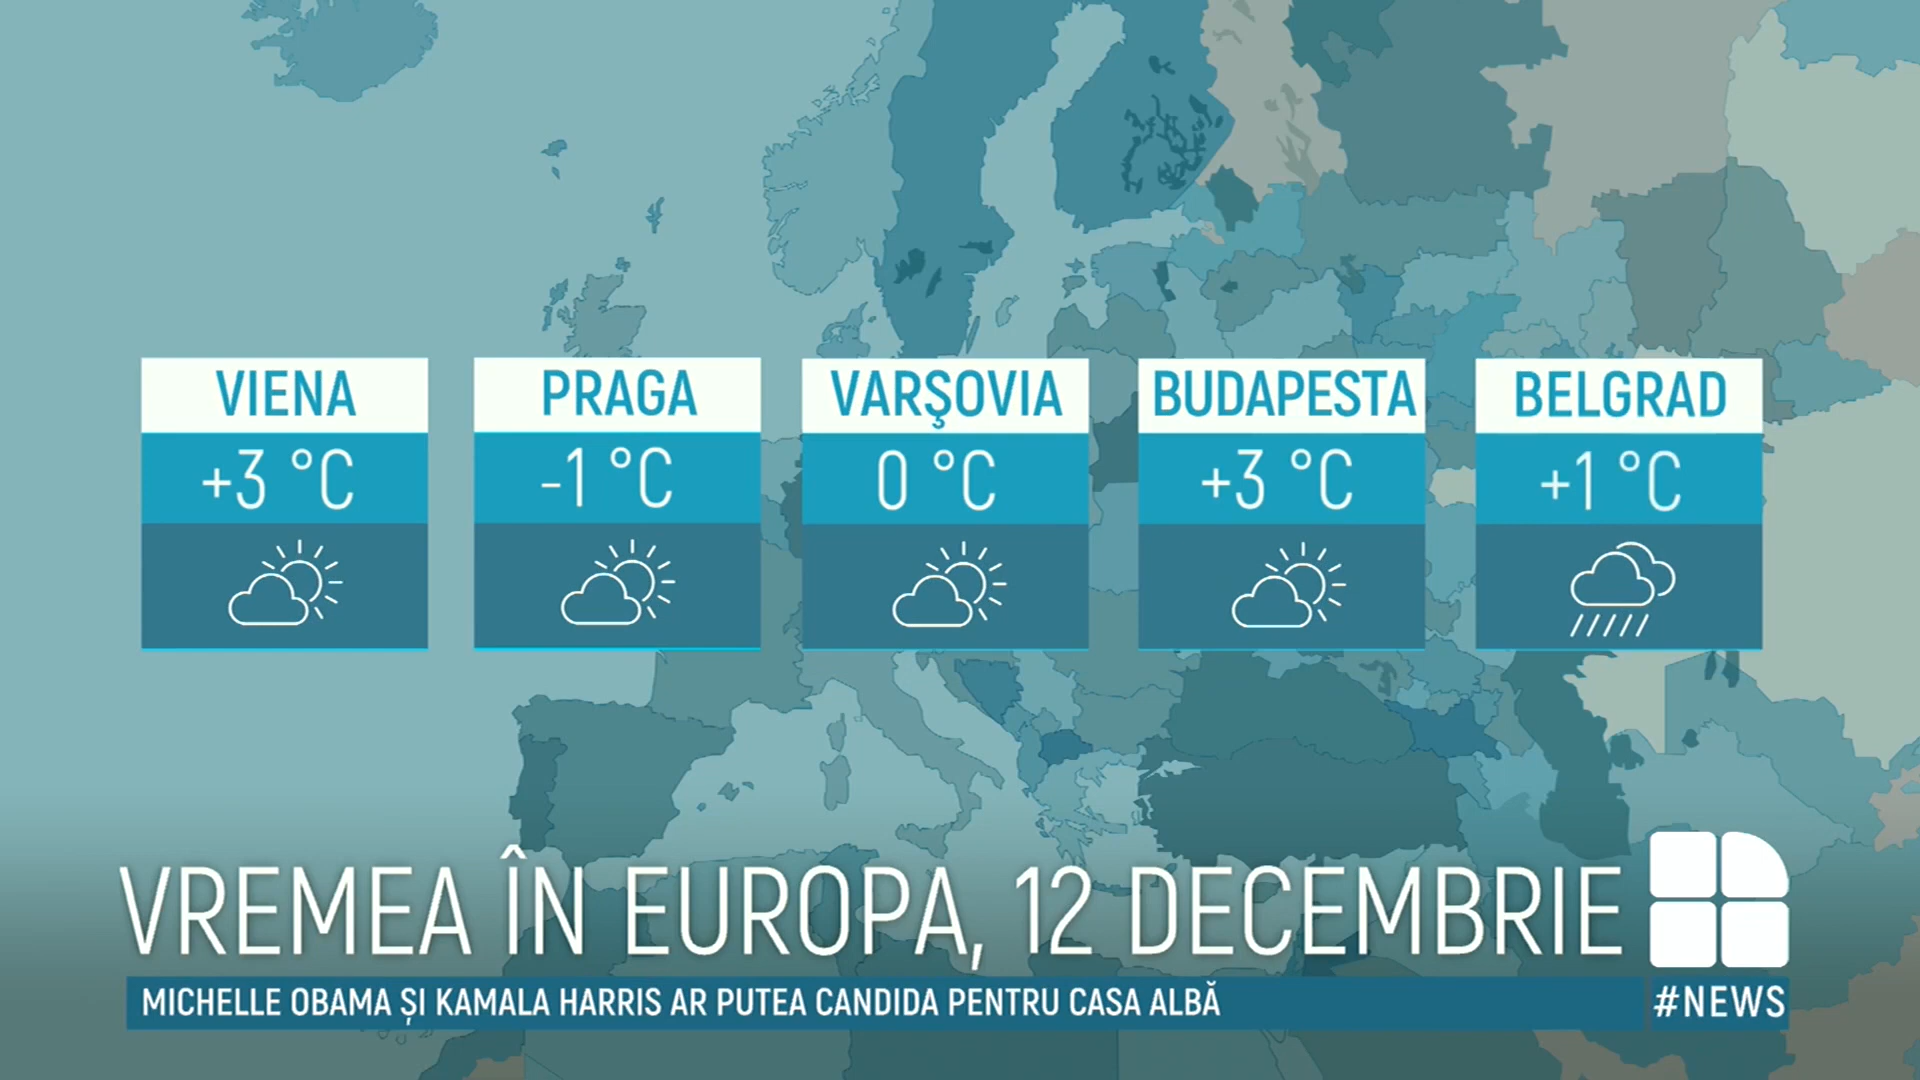 VIENA
+3 °C
PRAGA
-1 °C
VARŞOVIA
0 °C
BUDAPESTA
+3 °C
BELGRAD
+1 °C
VREMEA ÎN EUROPA, 12 DECEMBRIE
MICHELLE OBAMA ȘI KAMALA HARRIS AR PUTEA CANDIDA PENTRU CASA ALBĂ
#NEWS